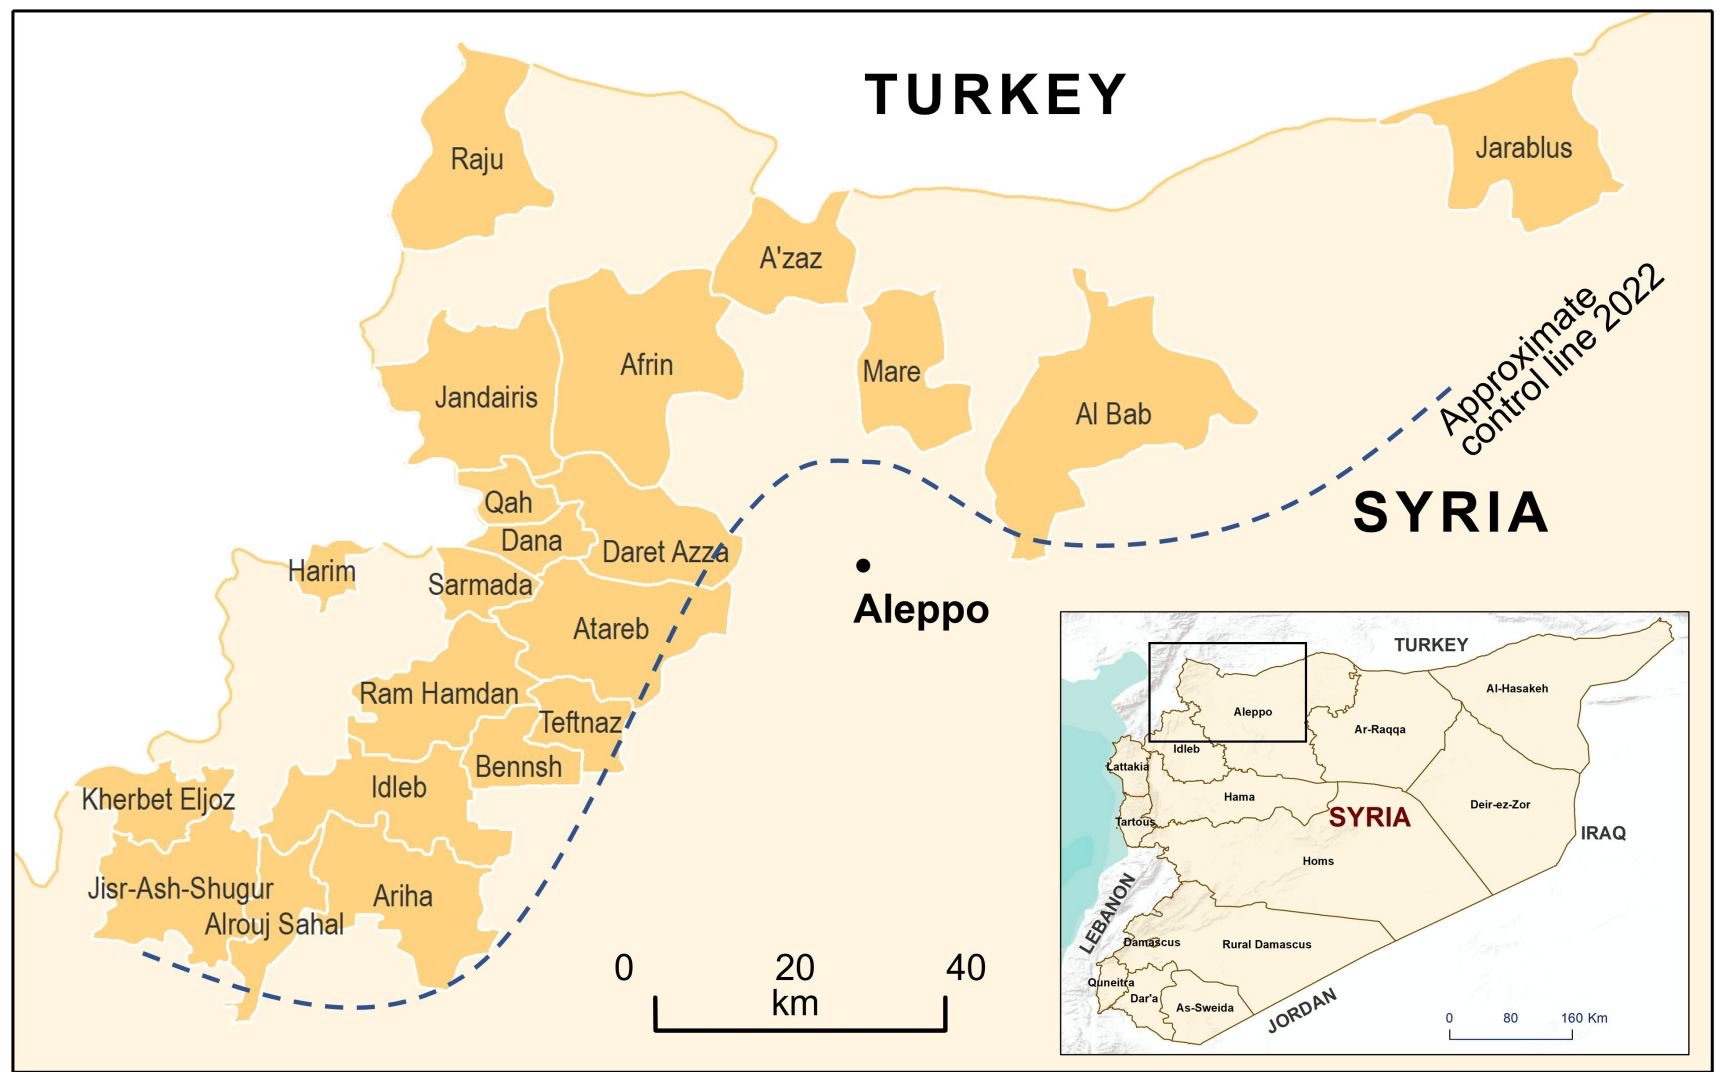 TURKEY
Raju
Jarablus
A'zaz
Afrin
Mare
Jandairis
Al Bab
Approximate
control line 2022
SYRIA
Qah
Dana
Daret Azza
Harim
Sarmada
Atareb
Aleppo
Ram Hamdan
Teftnaz
Bennsh
Idleb
Kherbet Eljoz
Jisr-Ash-Shugur
Ariha
Alrouj Sahal
0 20 40
km
TURKEY
Al-Hasakeh
Aleppo
Ar-Raqqa
Idleb
Lattakia
Hama
Deir-ez-Zor
SYRIA
Tartous
IRAQ
Homs
LEBANON
Damascus
Rural Damascus
Quneitra
Dar'a
As-Sweida
JORDAN
0 80 160 Km